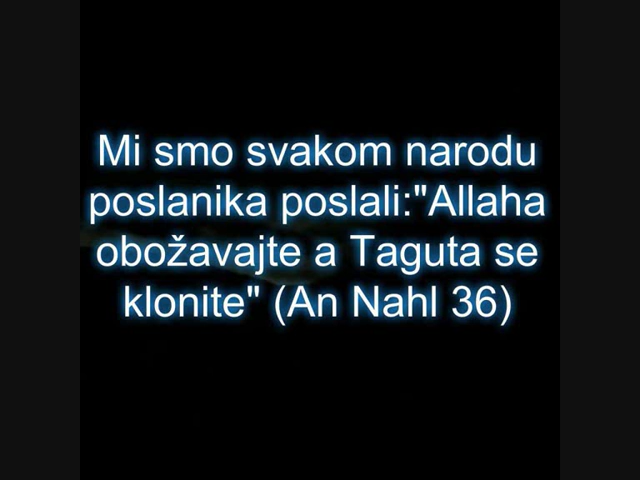 Mi smo svakom narodu
poslanika poslali:"Allaha
obožavajte a Taguta se
klonite" (An Nahl 36)